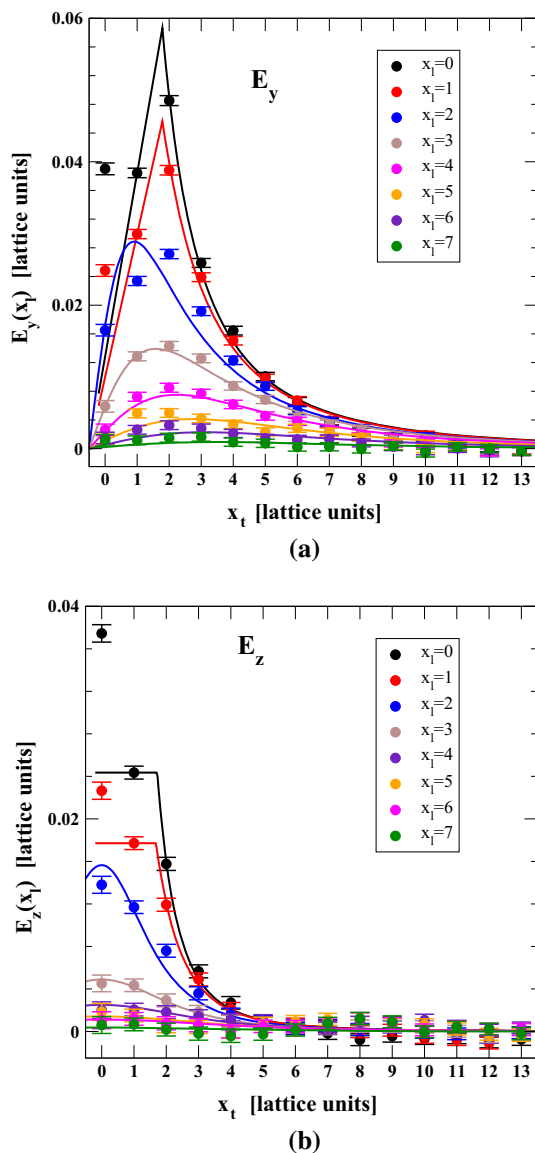 0.06
E_y
x_l=0
x_l=1
x_l=2
x_l=3
x_l=4
x_l=5
x_l=6
x_l=7
0.04
0.02
0
E_y(x_l) [lattice units]
0 1 2 3 4 5 6 7 8 9 10 11 12 13
x_t [lattice units]
(a)
0.04
E_z
x_l=0
x_l=1
x_l=2
x_l=3
x_l=4
x_l=5
x_l=6
x_l=7
0.02
0
E_z(x_l) [lattice units]
0 1 2 3 4 5 6 7 8 9 10 11 12 13
x_t [lattice units]
(b)